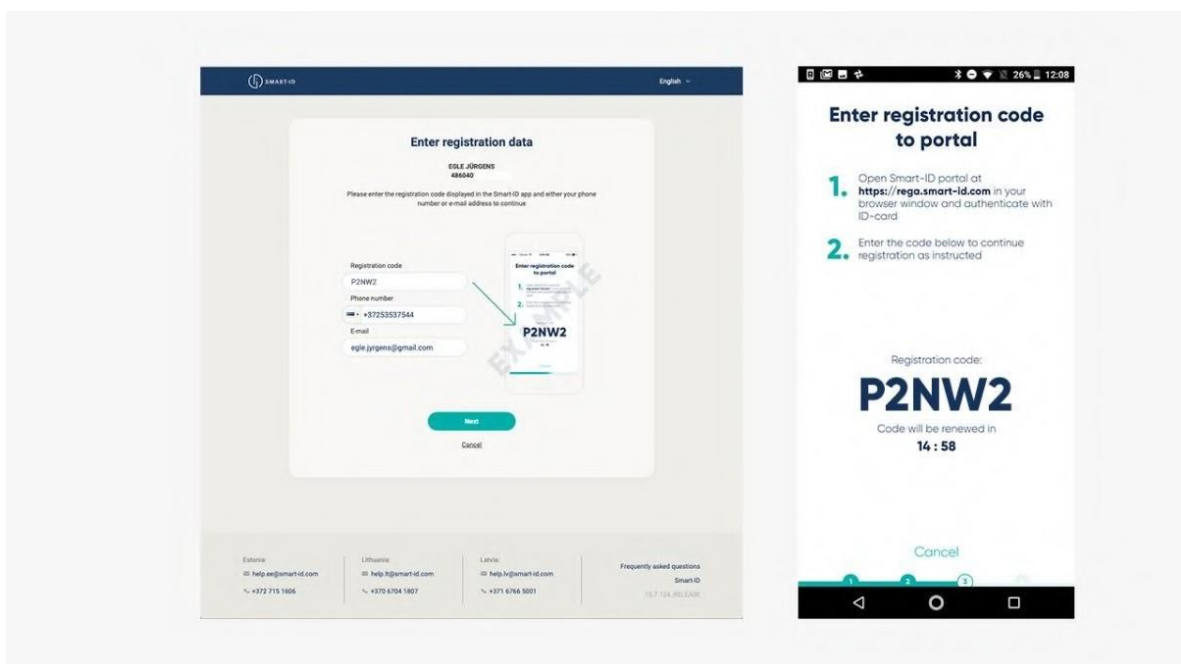 SMART-ID
English
Enter registration data
EGLE JÜRGENS
486040
Please enter the registration code displayed in the Smart-ID app and either your phone
number or e-mail address to continue
Registration code
P2NW2
Phone number
+37253537544
E-mail
egle.jyrgens@gmail.com
Enter registration code
to portal
1.
2.
P2NW2
EXAMPLE
Next
Cancel
Estonia:
help.ee@smart-id.com
+372 715 1606
Lithuania:
help.lt@smart-id.com
+370 6704 1807
Latvia:
help.lv@smart-id.com
+371 6766 5001
Frequently asked questions
Smart-ID
26% 12:08
Enter registration code
to portal
1. Open Smart-ID portal at
https://rega.smart-id.com in your
browser window and authenticate with
ID-card
2. Enter the code below to continue
registration as instructed
Registration code:
P2NW2
Code will be renewed in
14 : 58
Cancel
1 2 3